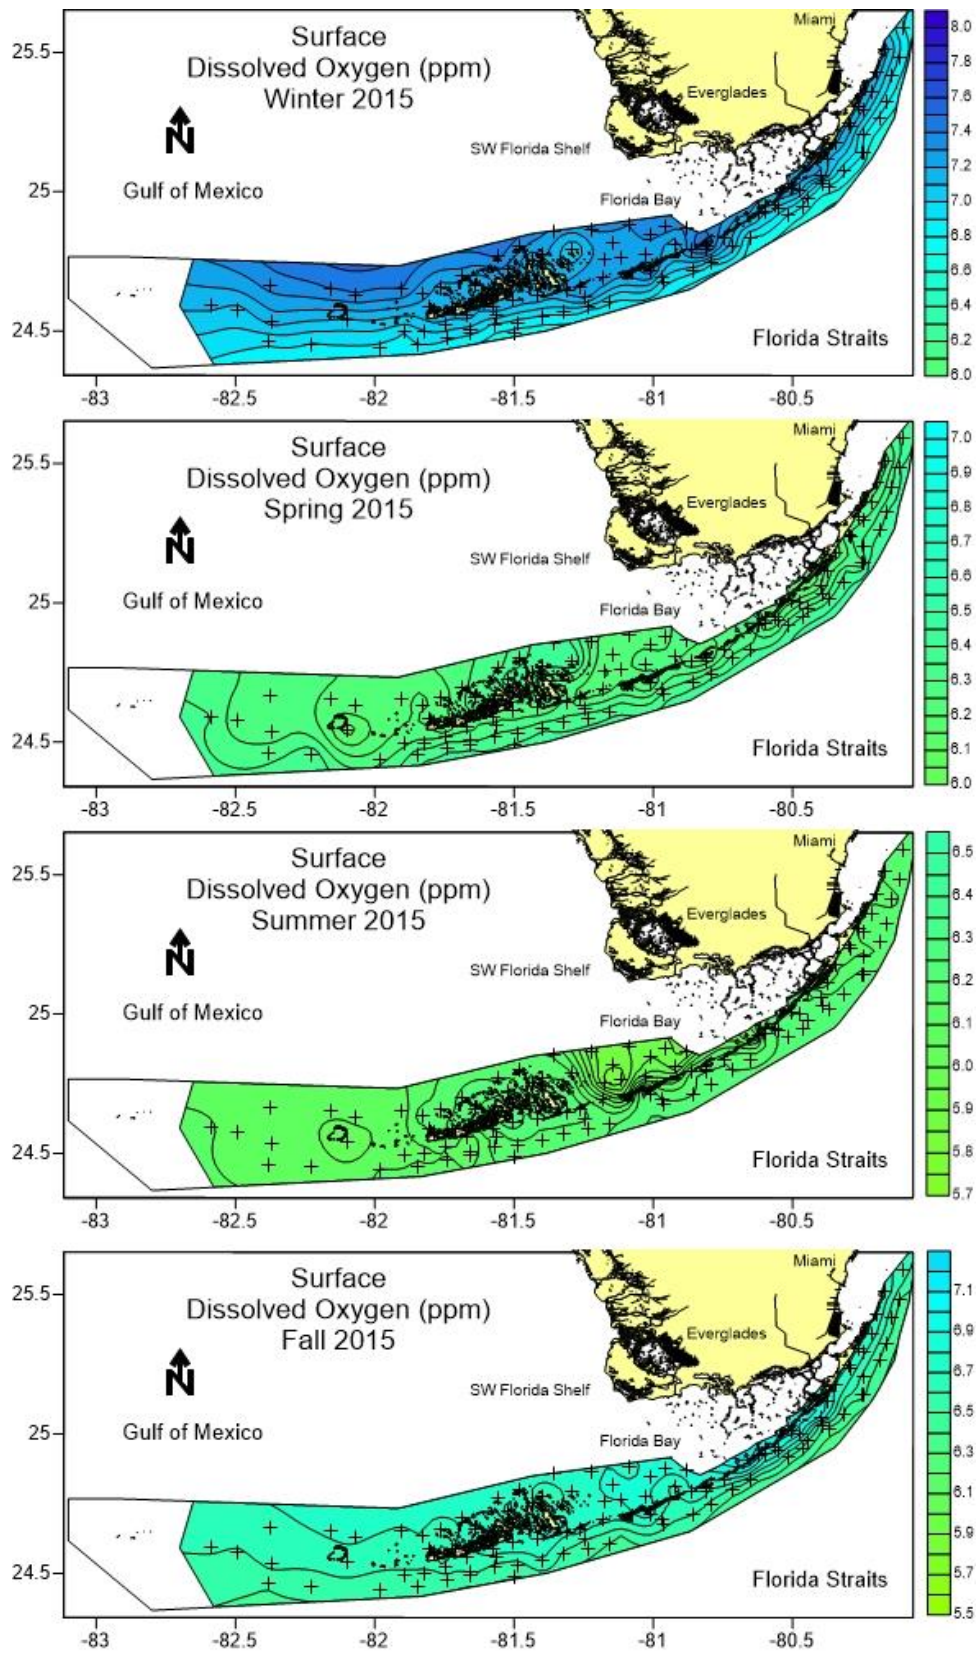 Surface
Dissolved Oxygen (ppm)
Winter 2015
N
Gulf of Mexico
SW Florida Shelf
Florida Bay
Everglades
Miami
Florida Straits
25.5
25
24.5
-83 -82.5 -82 -81.5 -81 -80.5
8.0
7.8
7.6
7.4
7.2
7.0
6.8
6.6
6.4
6.2
6.0
Surface
Dissolved Oxygen (ppm)
Spring 2015
N
Gulf of Mexico
SW Florida Shelf
Florida Bay
Everglades
Miami
Florida Straits
25.5
25
24.5
-83 -82.5 -82 -81.5 -81 -80.5
7.0
6.9
6.8
6.7
6.6
6.5
6.4
6.3
6.2
6.1
6.0
Surface
Dissolved Oxygen (ppm)
Summer 2015
N
Gulf of Mexico
SW Florida Shelf
Florida Bay
Everglades
Miami
Florida Straits
25.5
25
24.5
-83 -82.5 -82 -81.5 -81 -80.5
6.5
6.4
6.3
6.2
6.1
6.0
5.9
5.8
5.7
Surface
Dissolved Oxygen (ppm)
Fall 2015
N
Gulf of Mexico
SW Florida Shelf
Florida Bay
Everglades
Miami
Florida Straits
25.5
25
24.5
-83 -82.5 -82 -81.5 -81 -80.5
7.1
6.9
6.7
6.5
6.3
6.1
5.9
5.7
5.5